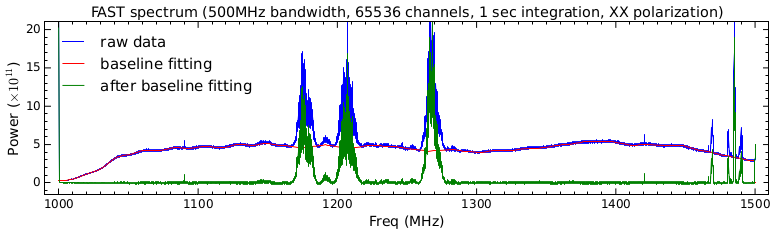 FAST spectrum (500MHz bandwidth, 65536 channels, 1 sec integration, XX polarization)
20
15
10
5
0
Power (×10¹¹)
raw data
baseline fitting
after baseline fitting
1000 1100 1200 1300 1400 1500
Freq (MHz)